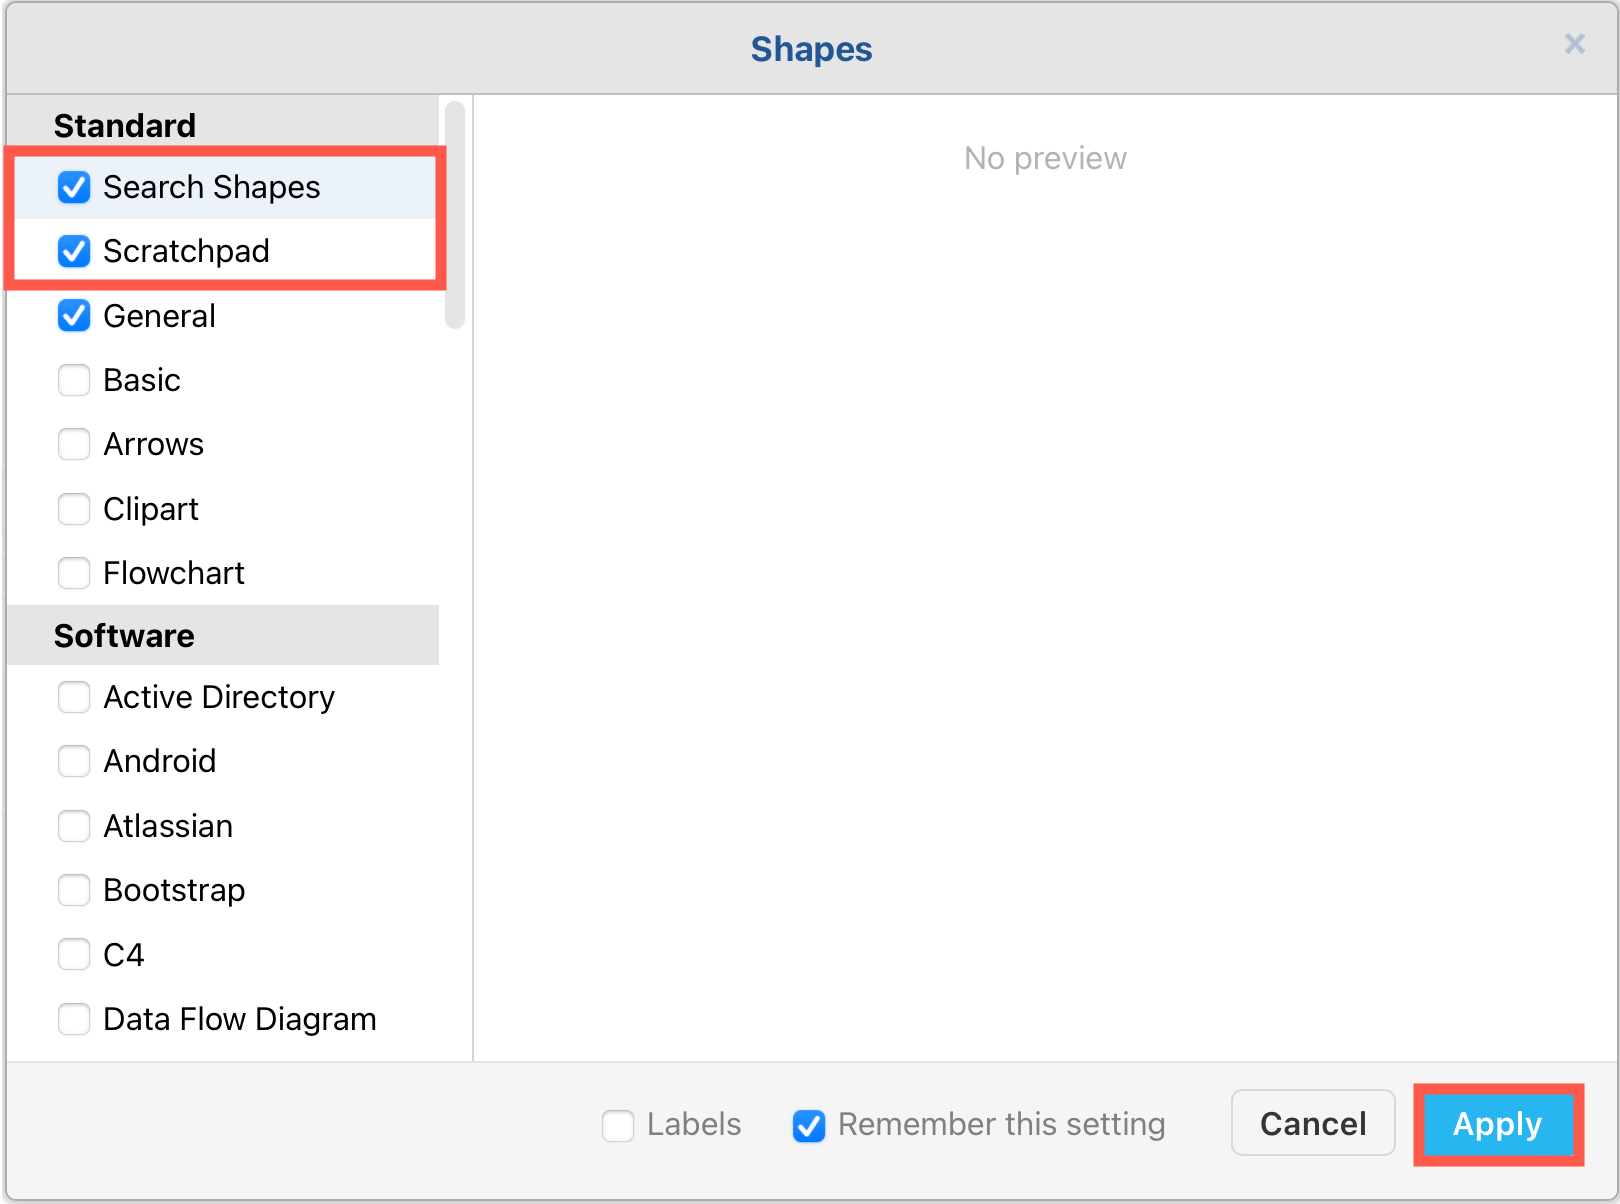 Shapes
Standard
Search Shapes
Scratchpad
General
Basic
Arrows
Clipart
Flowchart
Software
Active Directory
Android
Atlassian
Bootstrap
C4
Data Flow Diagram
No preview
Labels
Remember this setting
Cancel
Apply